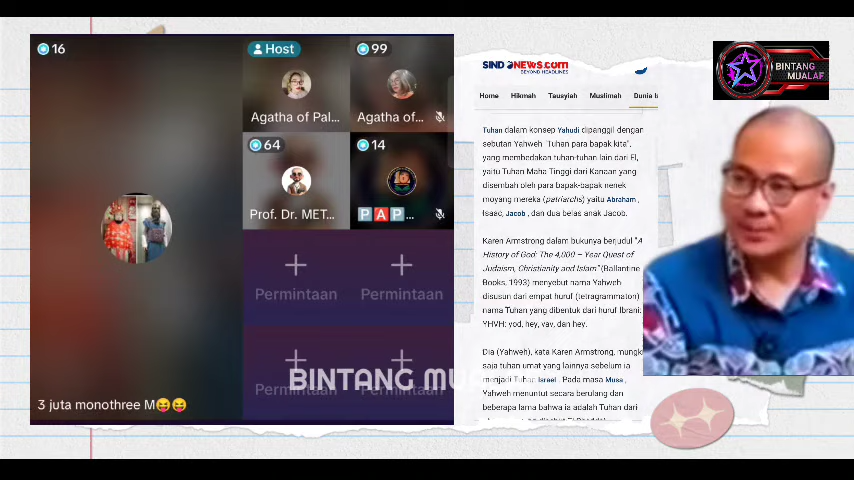 16
Host
99
Agatha of Pal...
Agatha of...
64
14
Prof. Dr. MET...
PAP...
Permintaan
Permintaan
Permintaan
Permintaan
3 juta monothree M😝😝
BINTANG MUA
SINDONEWS.com
BEYOND HEADLINES
Home Hikmah Tausyiah Muslimah Dunia I
Tuhan dalam konsep Yahudi dipanggil dengan
sebutan Yahweh "Tuhan para bapak kita",
yang membedakan tuhan-tuhan lain dari El,
yaitu Tuhan Maha Tinggi dari Kanaan yang
disembah oleh para bapak-bapak nenek
moyang mereka (patriarchs) yaitu Abraham ,
Isaac, Jacob , dan dua belas anak Jacob.
Karen Armstrong dalam bukunya berjudul "A
History of God: The 4,000 – Year Quest of
Judaism, Christianity and Islam" (Ballantine
Books, 1993) menyebut nama Yahweh
disusun dari empat huruf (tetragrammaton)
nama Tuhan yang dibentuk dari huruf Ibrani:
YHVH: yod, hey, vav, dan hey.
Dia (Yahweh), kata Karen Armstrong, mungk
saja tuhan umat yang lainnya sebelum ia
menjadi Tuhan Israel . Pada masa Musa ,
Yahweh menuntut secara berulang dan
beberapa lama bahwa ia adalah Tuhan dari
BINTANG
MUALAF